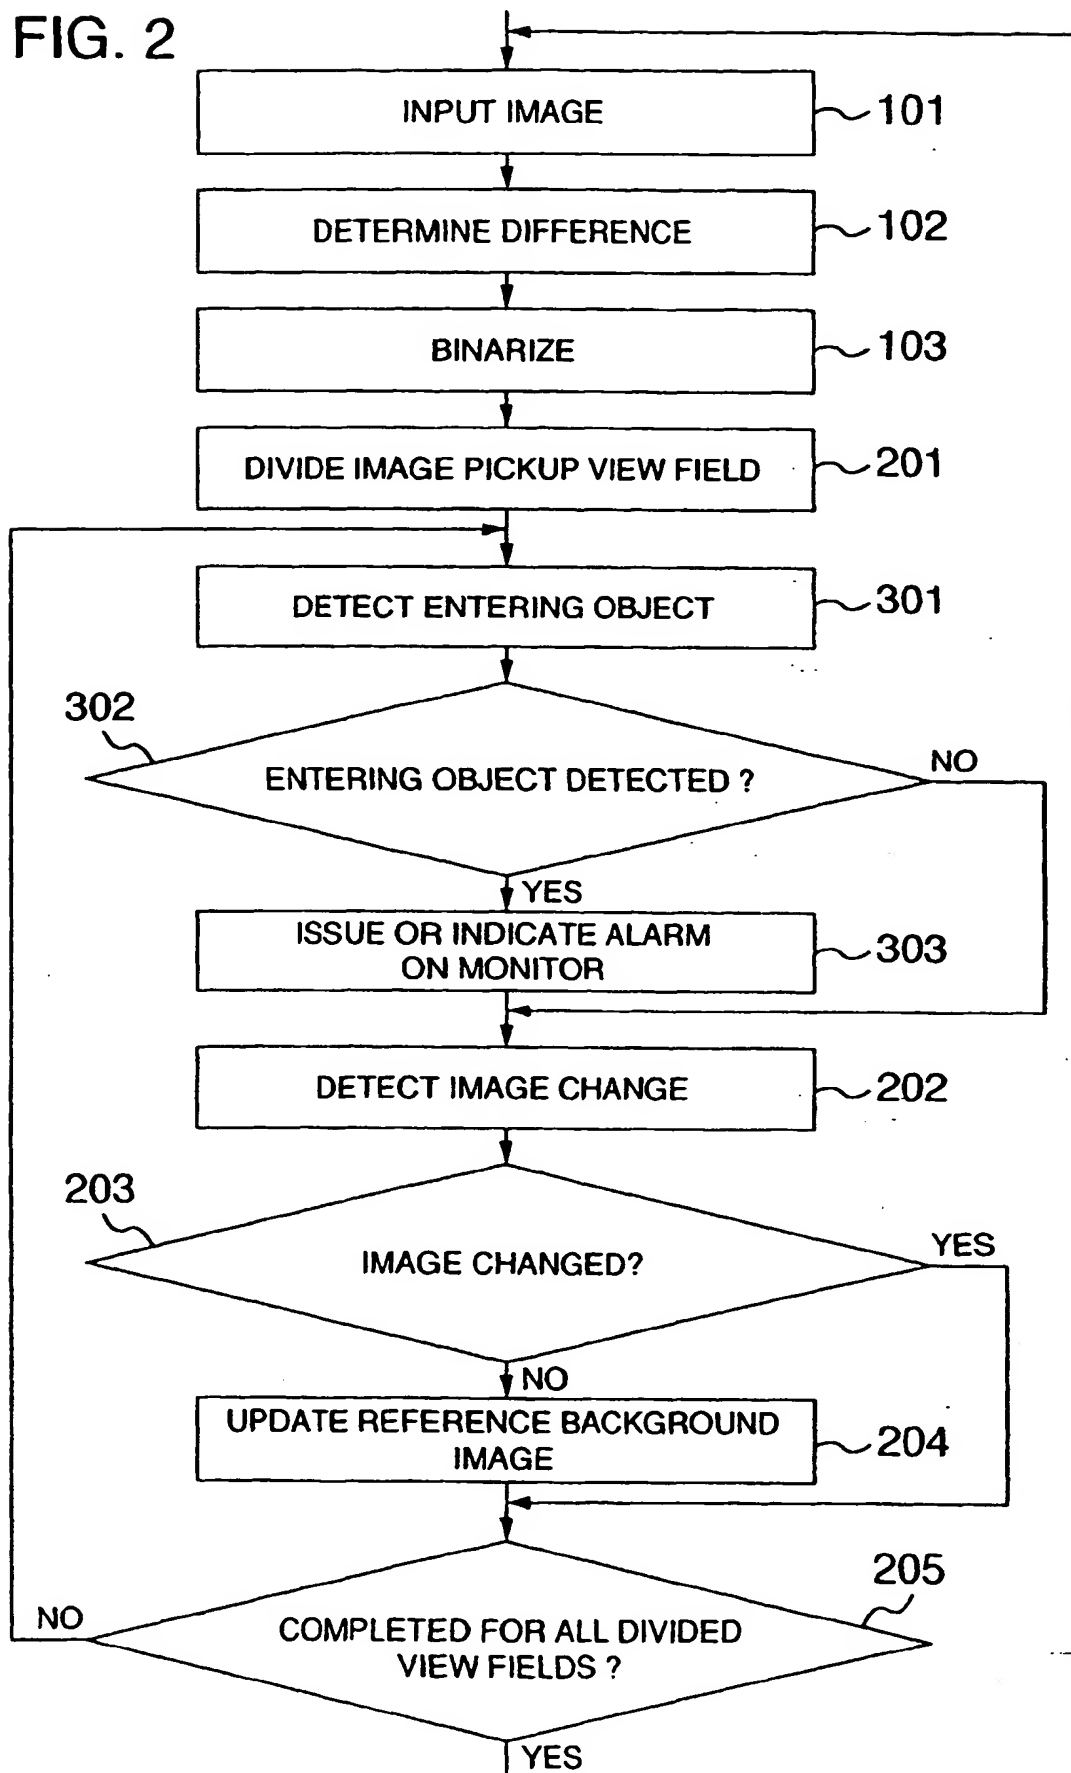 FIG. 2
INPUT IMAGE
101
DETERMINE DIFFERENCE
102
BINARIZE
103
DIVIDE IMAGE PICKUP VIEW FIELD
201
DETECT ENTERING OBJECT
301
302
ENTERING OBJECT DETECTED ?
NO
YES
ISSUE OR INDICATE ALARM
ON MONITOR
303
DETECT IMAGE CHANGE
202
203
IMAGE CHANGED?
YES
NO
UPDATE REFERENCE BACKGROUND
IMAGE
204
205
NO
COMPLETED FOR ALL DIVIDED
VIEW FIELDS ?
YES